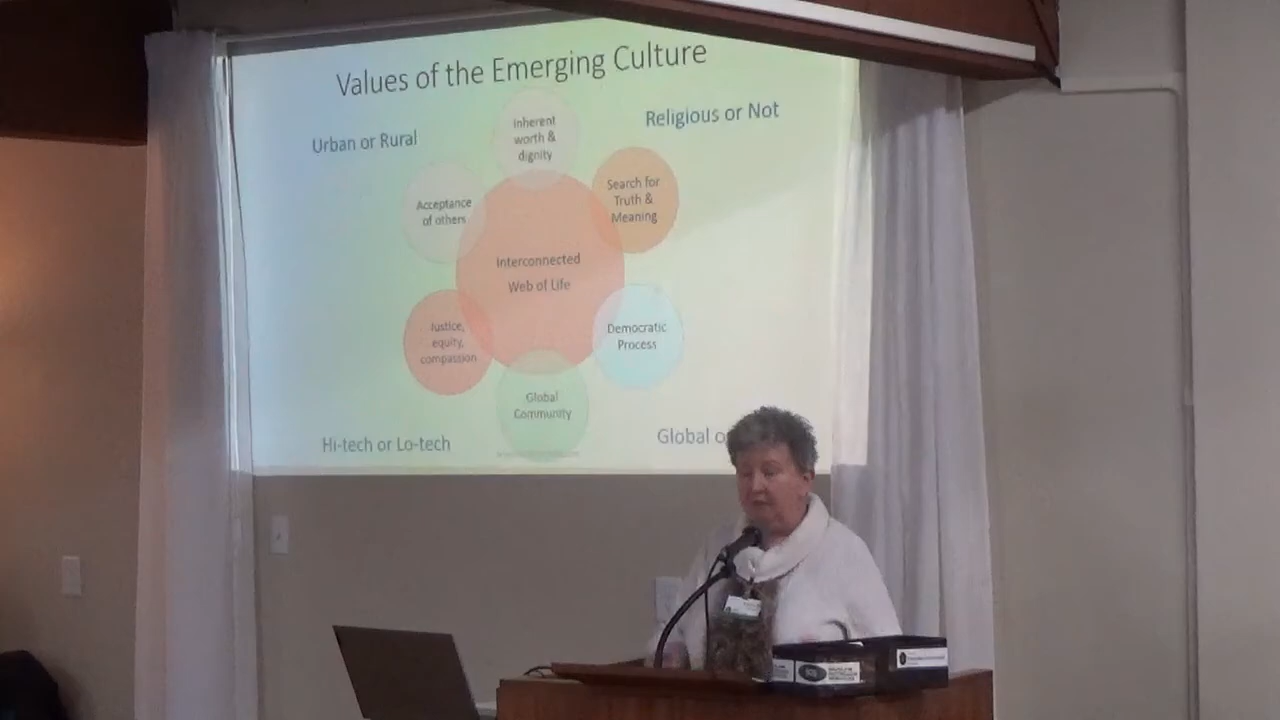 Values of the Emerging Culture
Urban or Rural
Religious or Not
Inherent
worth &
dignity
Acceptance
of others
Search for
Truth &
Meaning
Interconnected
Web of Life
Justice,
equity,
compassion
Democratic
Process
Global
Community
Hi-tech or Lo-tech
Global